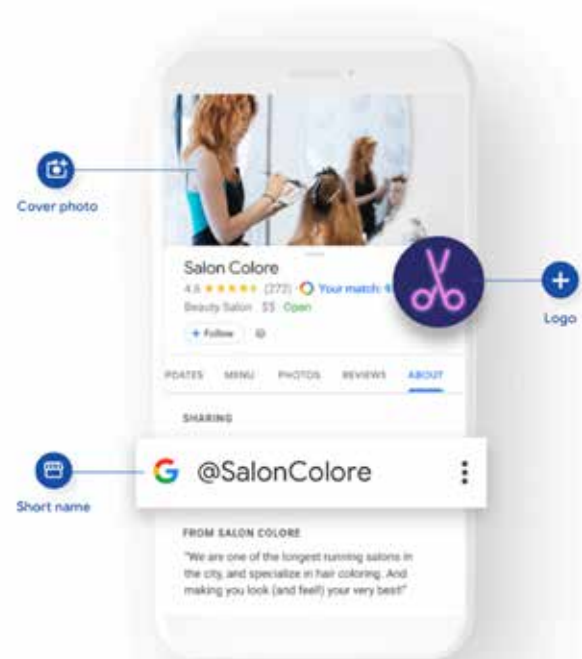 Cover photo
Salon Colore
4.8 ★★★★★ (272) · Your match:
Beauty Salon · $$ Open
+ Follow
Logo
PDATES MENU PHOTOS REVIEWS ABOUT
SHARING
G @SalonColore
Short name
FROM SALON COLORE
"We are one of the longest running salons in
the city, and specialize in hair coloring. And
making you look (and feel!) your very best!"